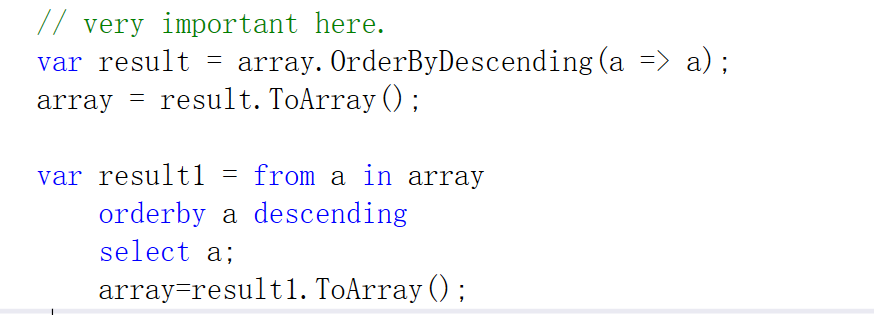 // very important here.
var result = array.OrderByDescending(a => a);
array = result.ToArray();
var result1 = from a in array
orderby a descending
select a;
array=result1.ToArray();